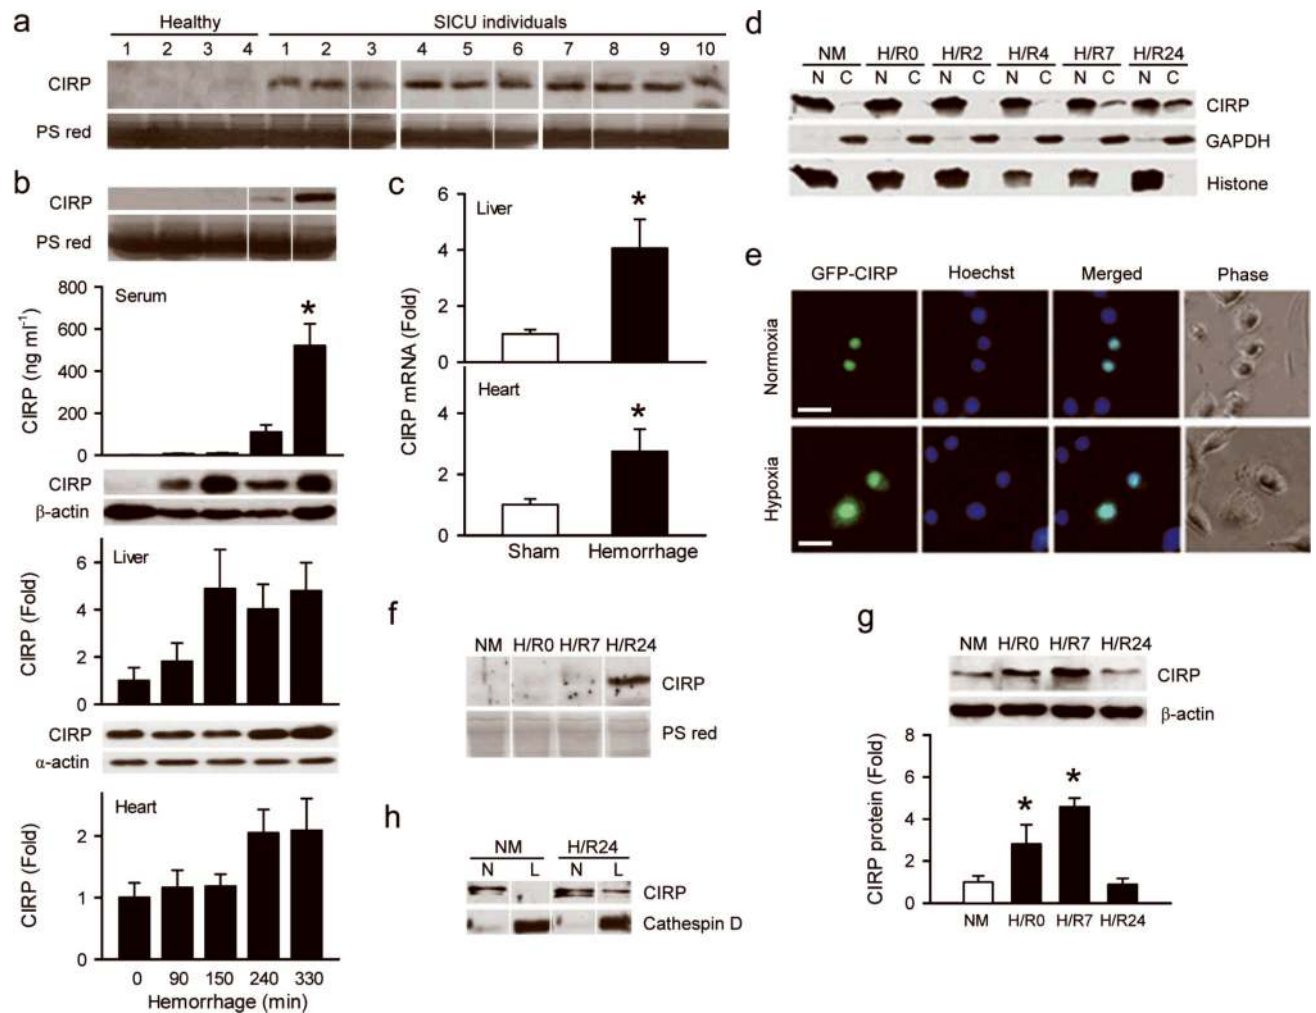 a
Healthy SICU individuals
1 2 3 4 1 2 3 4 5 6 7 8 9 10
CIRP
PS red
b
CIRP
PS red
800
600
400
200
0
Serum
*
CIRP (ng ml⁻¹)
CIRP
β-actin
6
4
2
0
Liver
CIRP (Fold)
CIRP
α-actin
2
1
0
Heart
CIRP (Fold)
0 90 150 240 330
Hemorrhage (min)
c
6
4
2
0
Liver
*
4
2
0
Heart
*
CIRP mRNA (Fold)
Sham Hemorrhage
d
NM H/R0 H/R2 H/R4 H/R7 H/R24
N C N C N C N C N C N C
CIRP
GAPDH
Histone
e
GFP-CIRP Hoechst Merged Phase
Normoxia
Hypoxia
f
NM H/R0 H/R7 H/R24
CIRP
PS red
g
NM H/R0 H/R7 H/R24
CIRP
β-actin
8
6
4
2
0
* *
CIRP protein (Fold)
NM H/R0 H/R7 H/R24
h
NM H/R24
N L N L
CIRP
Cathespin D